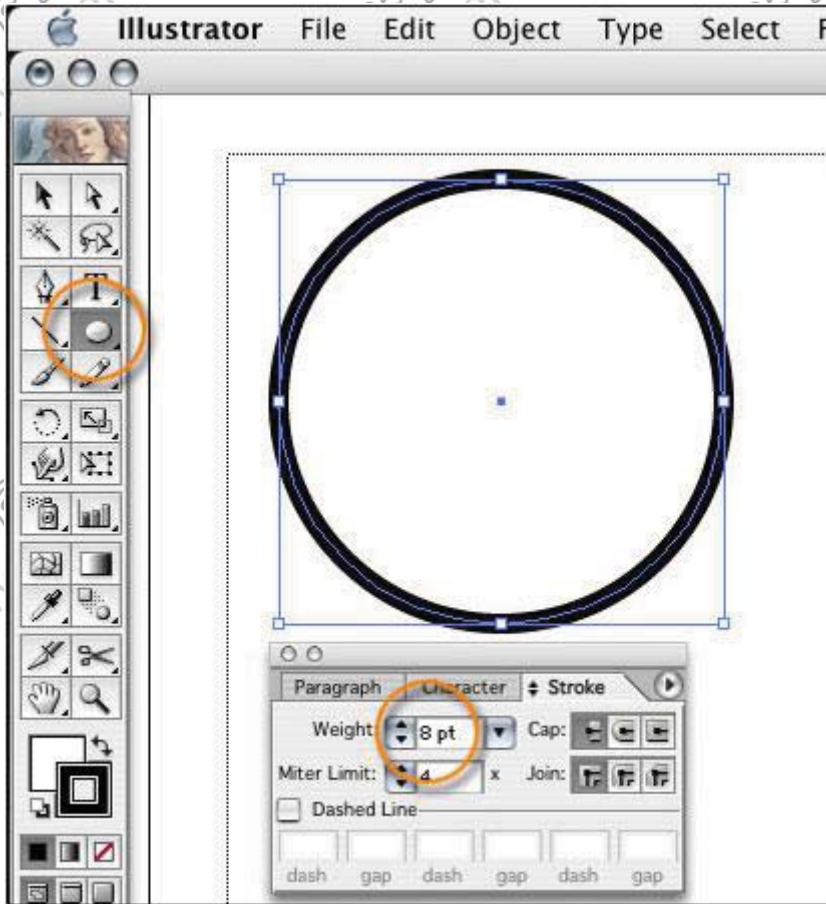 Illustrator File Edit Object Type Select
Paragraph Character Stroke
Weight: 8 pt Cap:
Miter Limit: 4 x Join:
Dashed Line
dash gap dash gap dash gap